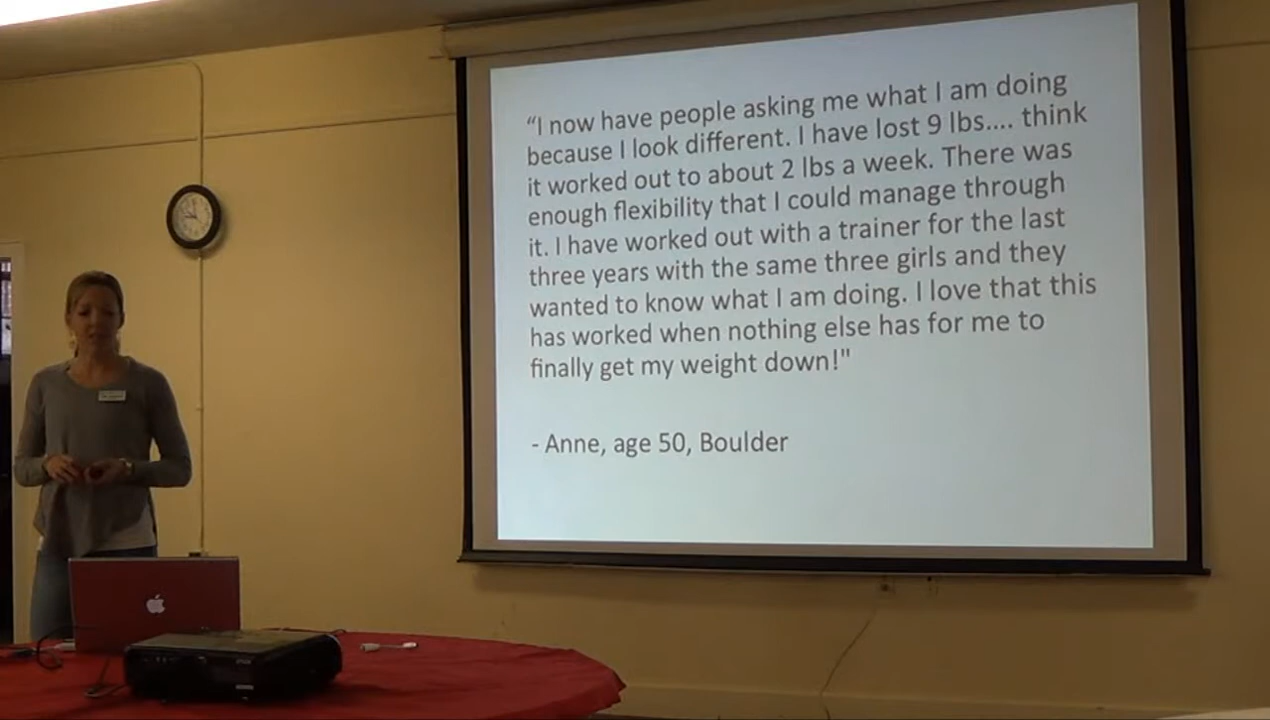 “I now have people asking me what I am doing
because I look different. I have lost 9 lbs.... think
it worked out to about 2 lbs a week. There was
enough flexibility that I could manage through
it. I have worked out with a trainer for the last
three years with the same three girls and they
wanted to know what I am doing. I love that this
has worked when nothing else has for me to
finally get my weight down!"
- Anne, age 50, Boulder